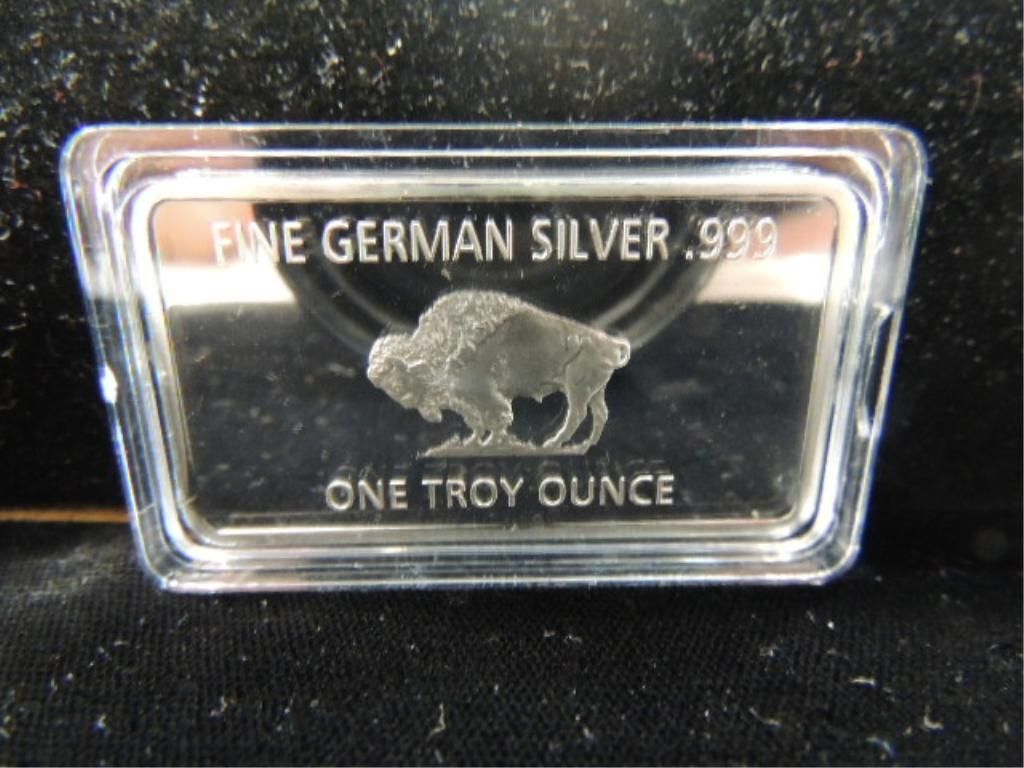 FINE GERMAN SILVER .999
ONE TROY OUNCE